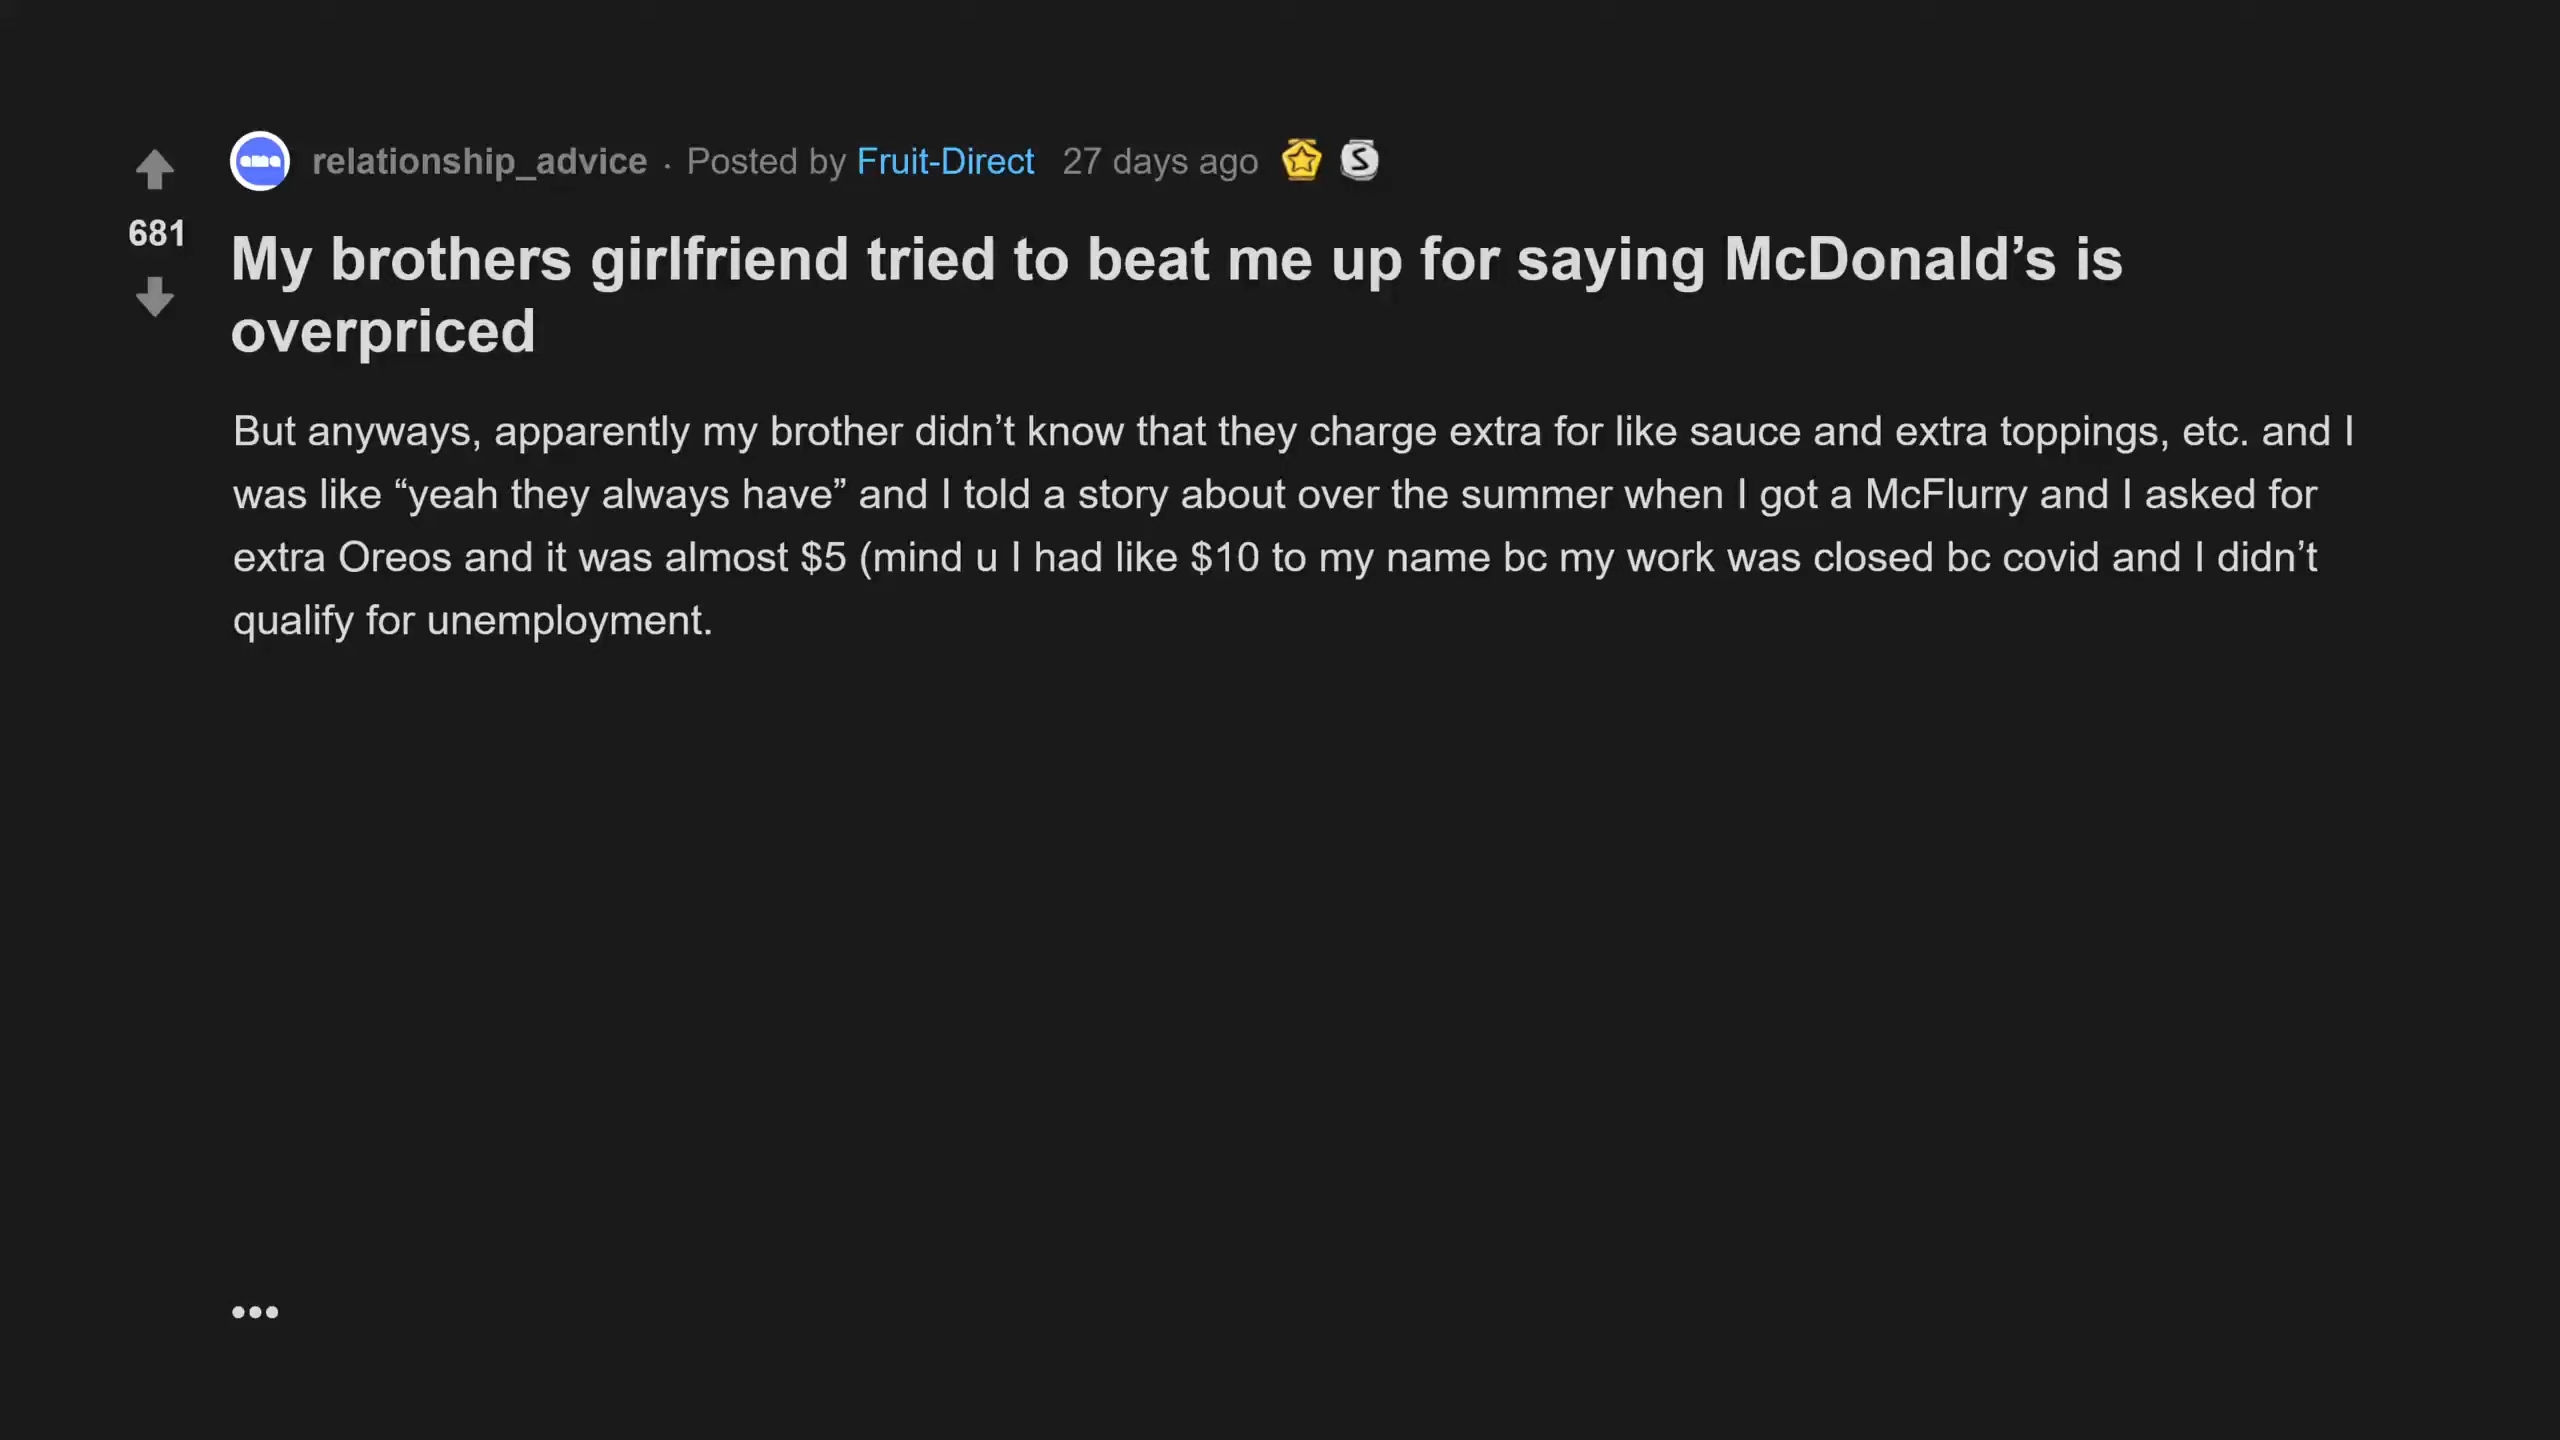 relationship_advice · Posted by Fruit-Direct 27 days ago
681
My brothers girlfriend tried to beat me up for saying McDonald’s is
overpriced
But anyways, apparently my brother didn’t know that they charge extra for like sauce and extra toppings, etc. and I
was like “yeah they always have” and I told a story about over the summer when I got a McFlurry and I asked for
extra Oreos and it was almost $5 (mind u I had like $10 to my name bc my work was closed bc covid and I didn’t
qualify for unemployment.